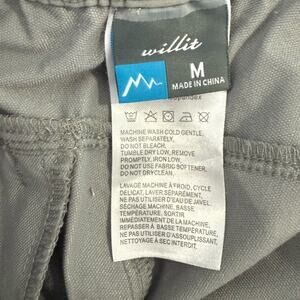 willit
M
MADE IN CHINA
MACHINE WASH COLD GENTLE,
WASH SEPARATELY,
DO NOT BLEACH,
TUMBLE DRY LOW, REMOVE
PROMPTLY, IRON LOW,
DO NOT USE FABRIC SOFTENER,
DO NOT DRYCLEAN.
LAVAGE MACHINE À FROID, CYCLE
DELICAT, LAVER SÉPARÉMENT,
NE PAS UTILISER D'EAU DE JAVEL,
SÉCHAGE MACHINE, BASSE
TEMPÉRATURE, SORTIR
IMMÉDIATEMENT DE LA MACHINE,
REPASSER À BASSE TEMPÉRATURE,
NE PAS UTILISER D'ASSOUPLISSANT,
NETTOYAGE À SEC INTERDIT.